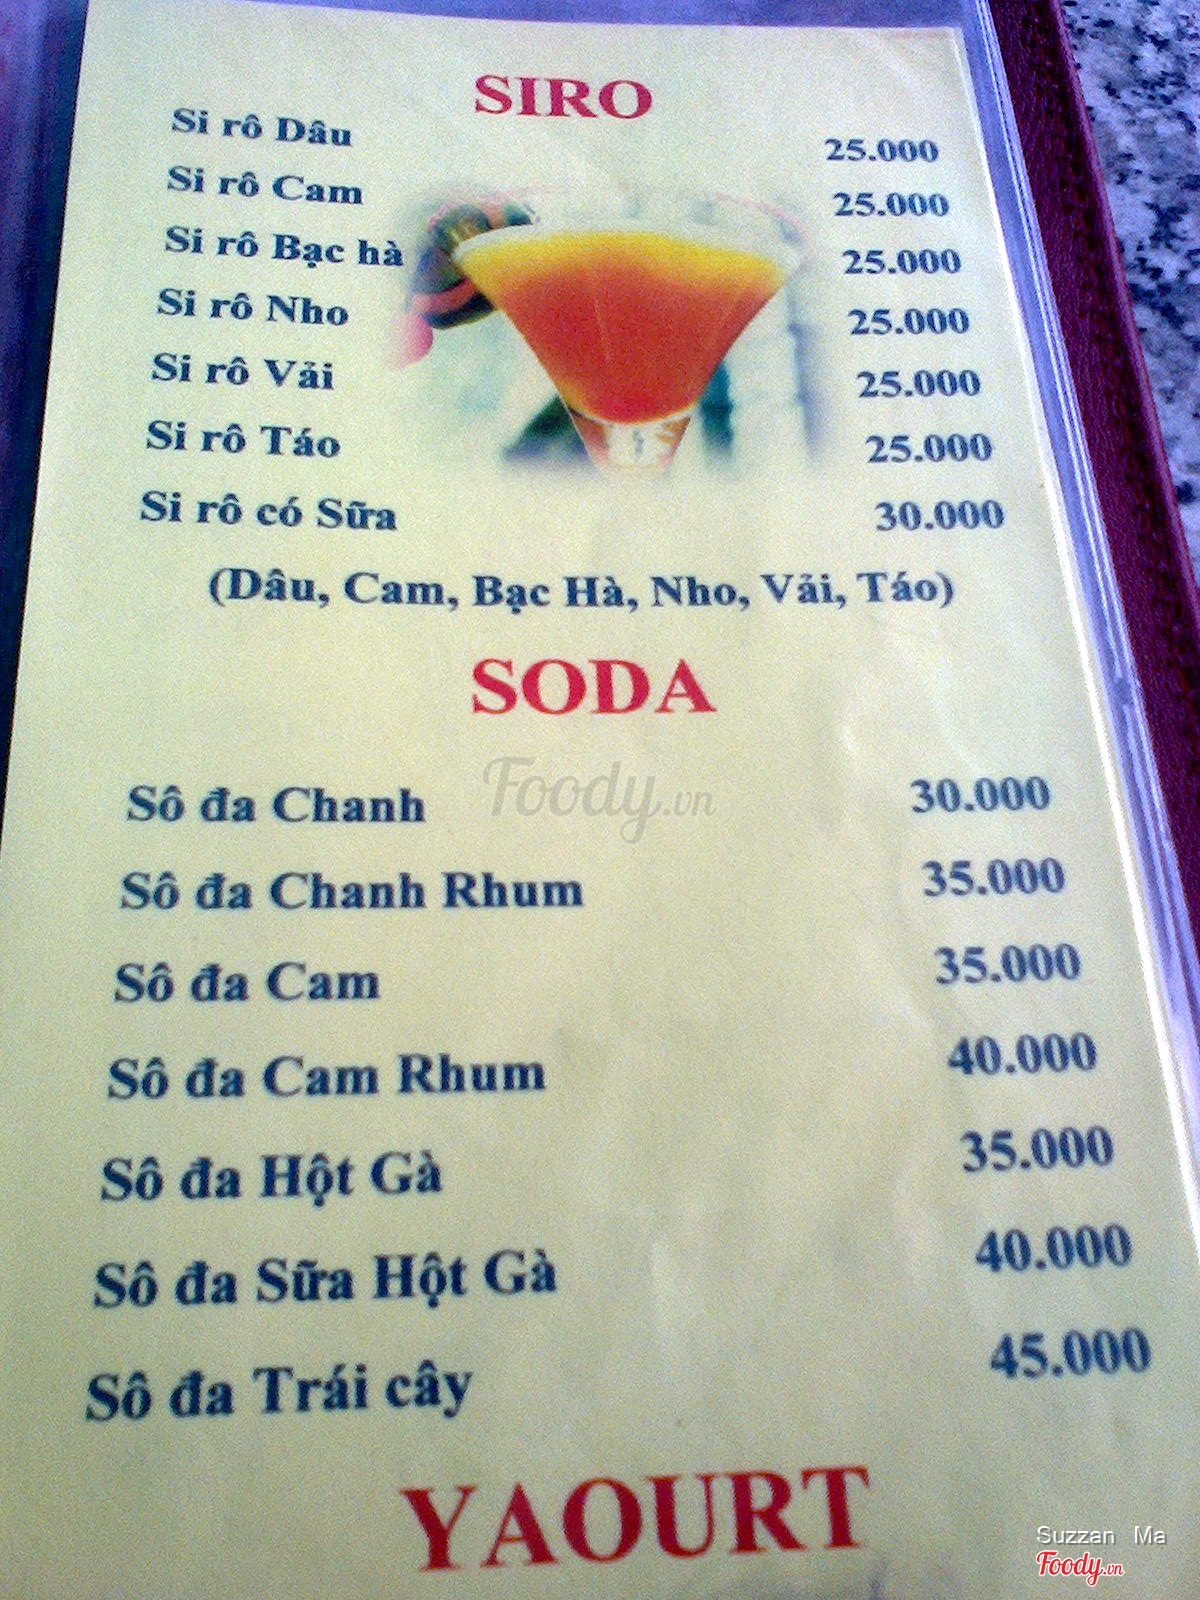 SIRO
Si rô Dâu 25.000
Si rô Cam 25.000
Si rô Bạc hà 25.000
Si rô Nho 25.000
Si rô Vải 25.000
Si rô Táo 25.000
Si rô có Sữa 30.000
(Dâu, Cam, Bạc Hà, Nho, Vải, Táo)
SODA
Foody.vn
Sô đa Chanh 30.000
Sô đa Chanh Rhum 35.000
Sô đa Cam 35.000
Sô đa Cam Rhum 40.000
Sô đa Hột Gà 35.000
Sô đa Sữa Hột Gà 40.000
Sô đa Trái cây 45.000
YAOURT
Suzzan Ma
Foody.vn